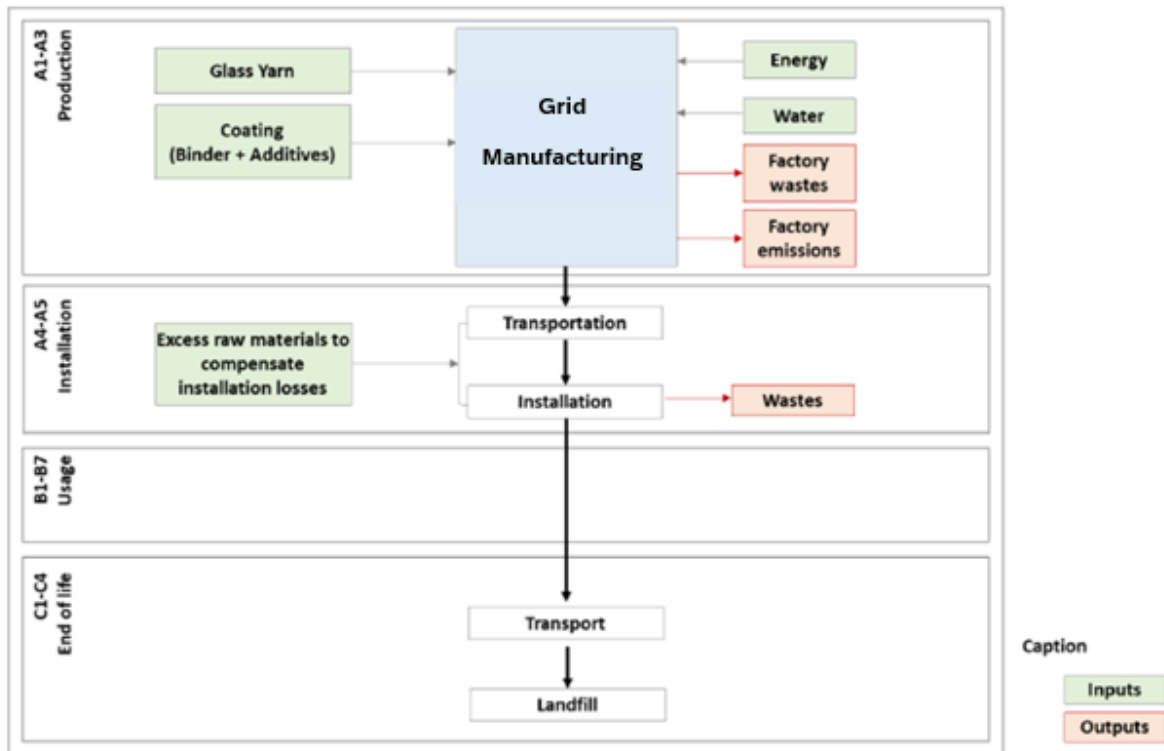 A1-A3
Production
Glass Yarn
Coating
(Binder + Additives)
Grid
Manufacturing
Energy
Water
Factory
wastes
Factory
emissions
A4-A5
Installation
Excess raw materials to
compensate
installation losses
Transportation
Installation
Wastes
B1-B7
Usage
C1-C4
End of life
Transport
Landfill
Caption
Inputs
Outputs